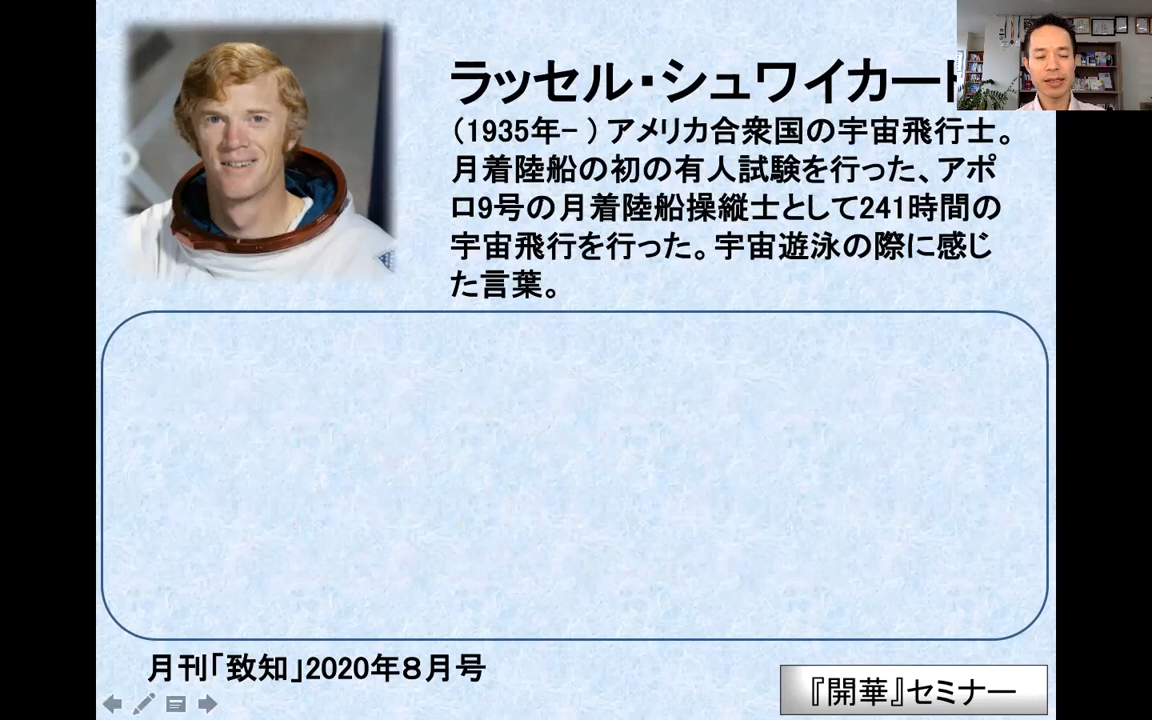 ラッセル・シュワイカート
（1935年－ ）アメリカ合衆国の宇宙飛行士。
月着陸船の初の有人試験を行った、アポ
ロ9号の月着陸船操縦士として241時間の
宇宙飛行を行った。宇宙遊泳の際に感じ
た言葉。
月刊「致知」2020年８月号
『開華』セミナー